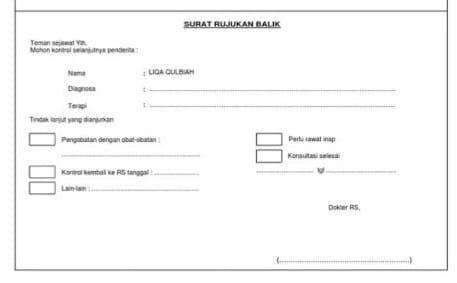 SURAT RUJUKAN BALIK
Teman sejawat Yth.
Mohon kontrol selanjutnya penderita :
Nama : LIQA QULBIAH
Diagnosa : ................................
Terapi : ................................
Tindak lanjut yang dianjurkan
Pengobatan dengan obat-obatan : Perlu rawat inap
................................ Konsultasi selesai
Kontrol kembali ke RS tanggal : ................ ................ tgl ................
Lain-lain : ................................
Dokter RS,
(................................................)